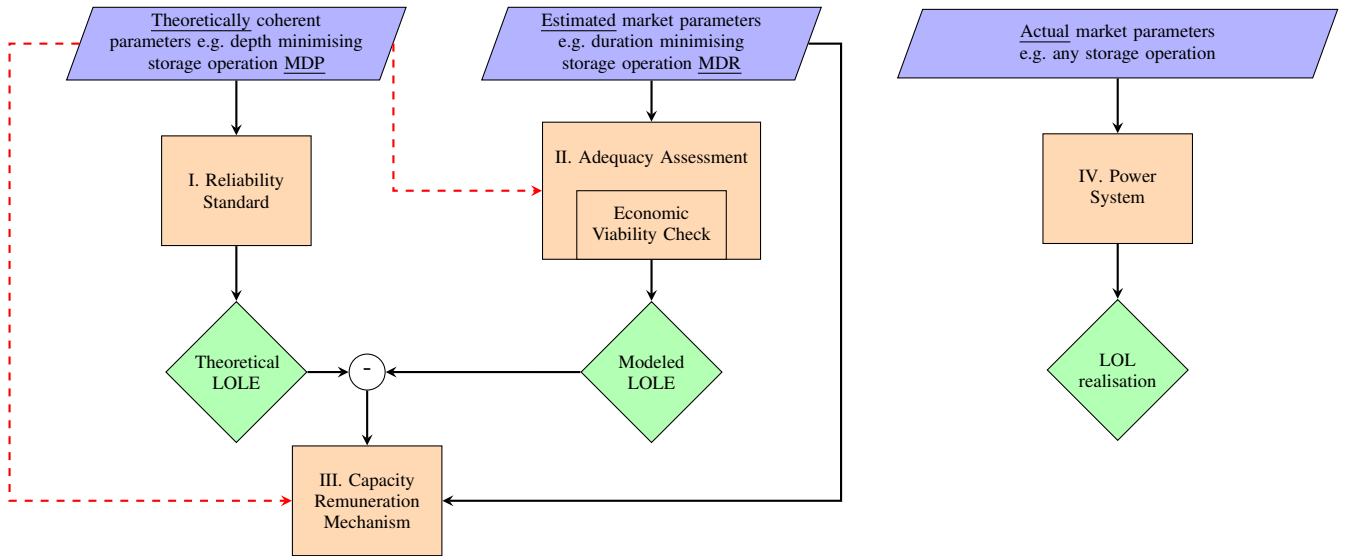 Theoretically coherent
parameters e.g. depth minimising
storage operation MDP
Estimated market parameters
e.g. duration minimising
storage operation MDR
Actual market parameters
e.g. any storage operation
I. Reliability
Standard
II. Adequacy Assessment
Economic
Viability Check
IV. Power
System
Theoretical
LOLE
-
Modeled
LOLE
LOL
realisation
III. Capacity
Remuneration
Mechanism